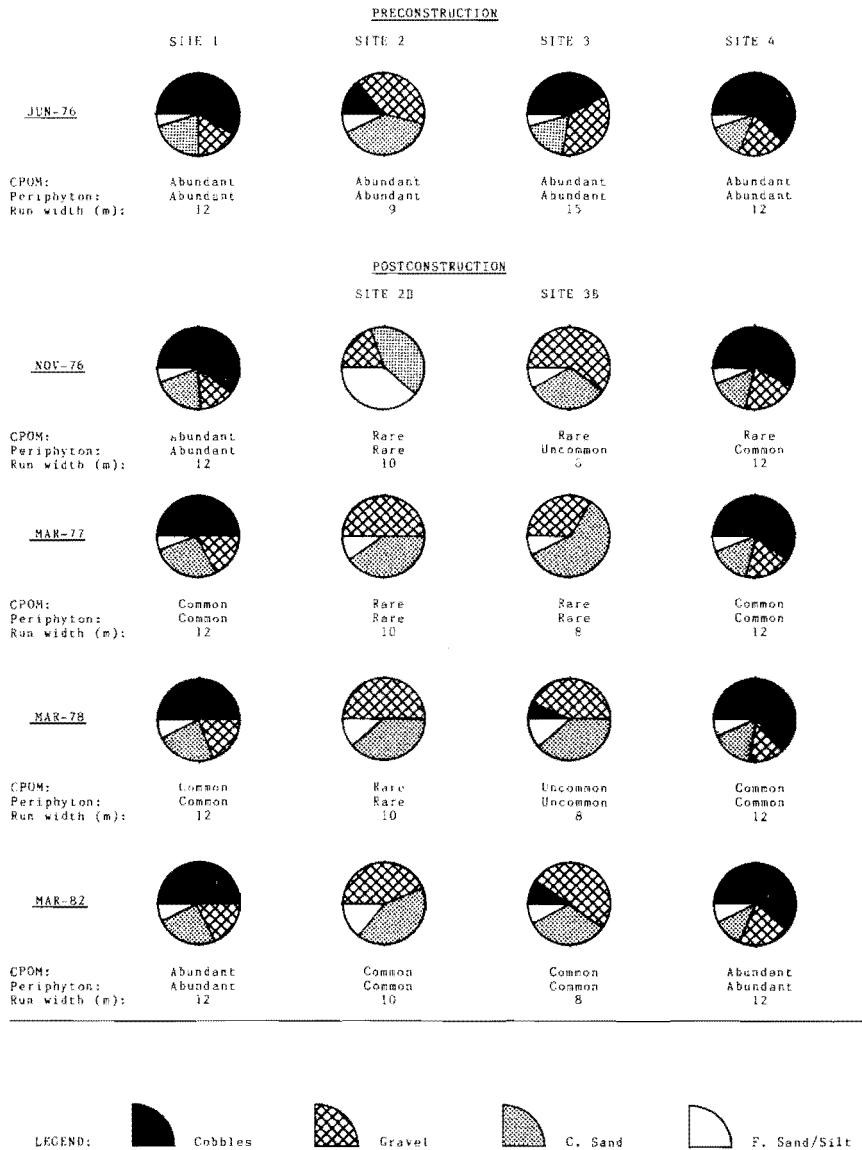 PRECONSTRUCTION
SITE 1 SITE 2 SITE 3 SITE 4
JUN-76
CPOM: Abundant Abundant Abundant Abundant
Periphyton: Abundant Abundant Abundant Abundant
Run width (m): 12 9 15 12
POSTCONSTRUCTION
SITE 2B SITE 3B
NOV-76
CPOM: Abundant Rare Rare Rare
Periphyton: Abundant Rare Uncommon Common
Run width (m): 12 10 12
MAR-77
CPOM: Common Rare Rare Common
Periphyton: Common Rare Rare Common
Run width (m): 12 10 8 12
MAR-78
CPOM: Common Rare Uncommon Common
Periphyton: Common Rare Uncommon Common
Run width (m): 12 10 8 12
MAR-82
CPOM: Abundant Common Common Abundant
Periphyton: Abundant Common Common Abundant
Run width (m): 12 10 8 12
LEGEND: Cobbles Gravel C. Sand F. Sand/Silt